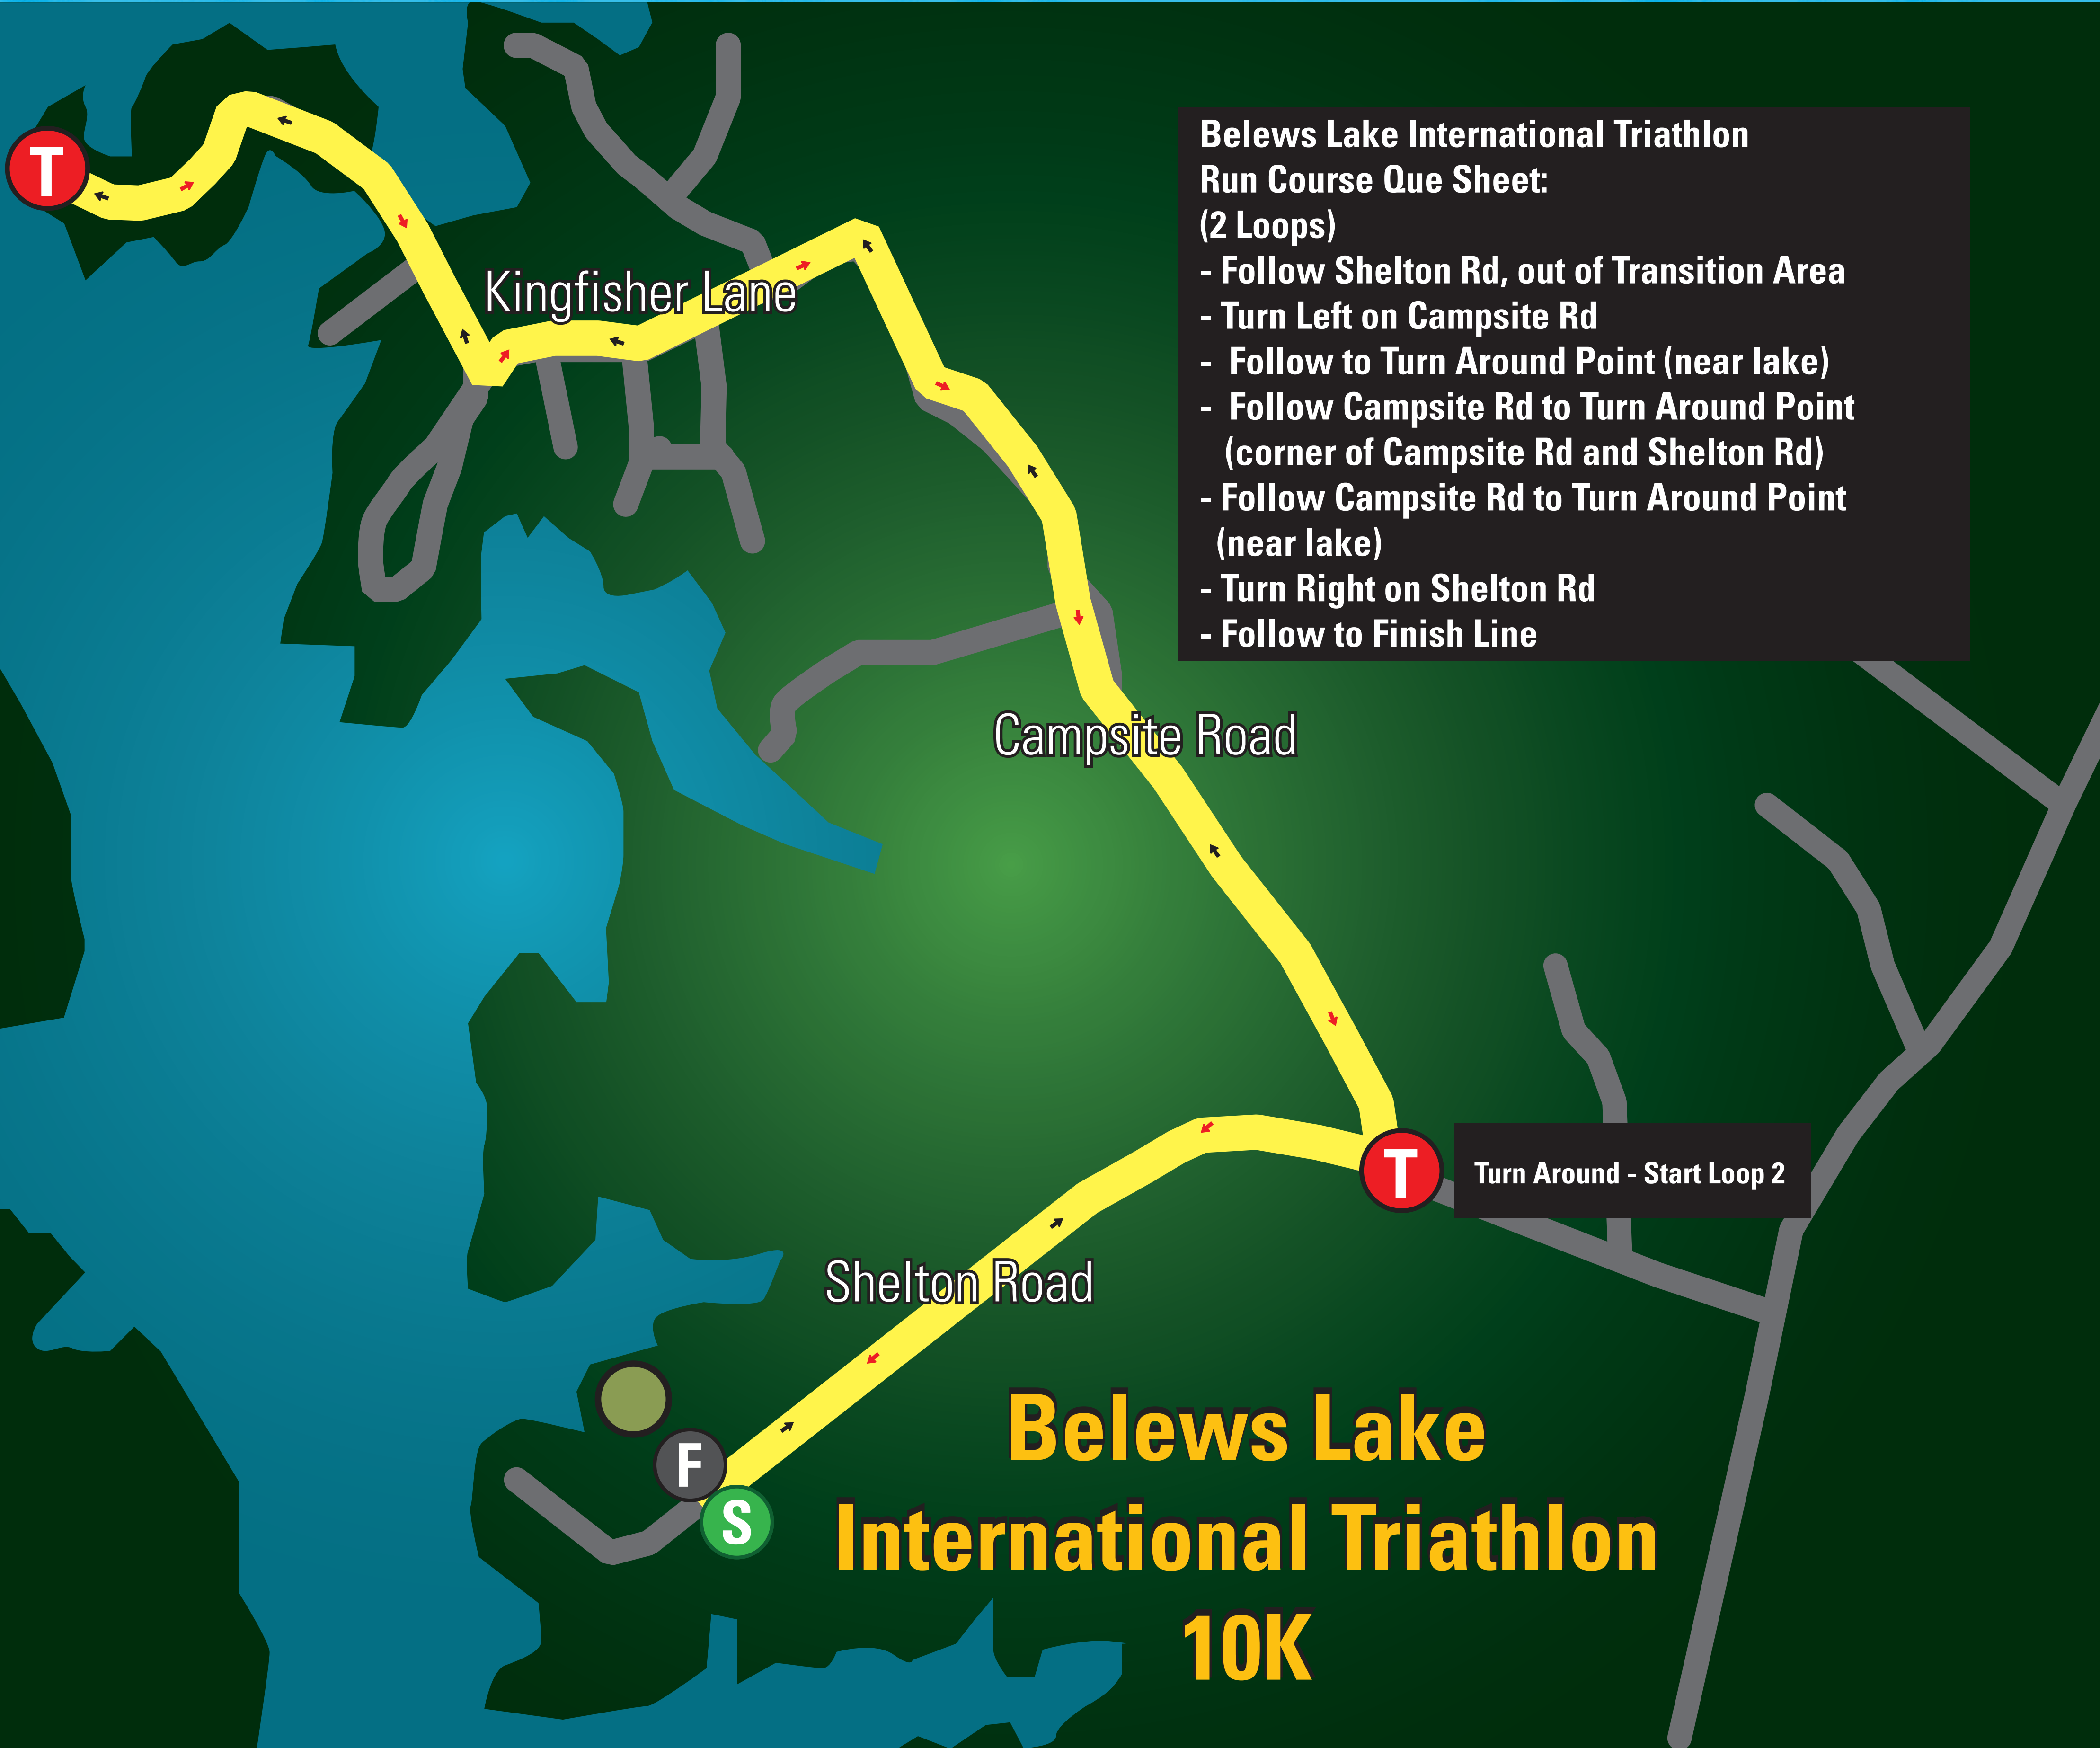 Belews Lake International Triathlon
Run Course Que Sheet:
(2 Loops)
- Follow Shelton Rd, out of Transition Area
- Turn Left on Campsite Rd
-  Follow to Turn Around Point (near lake)
-  Follow Campsite Rd to Turn Around Point
(corner of Campsite Rd and Shelton Rd)
- Follow Campsite Rd to Turn Around Point
(near lake)
- Turn Right on Shelton Rd
- Follow to Finish Line
T
Kingfisher Lane
Campsite Road
T
Turn Around - Start Loop 2
Shelton Road
F
S
Belews Lake
International Triathlon
10K